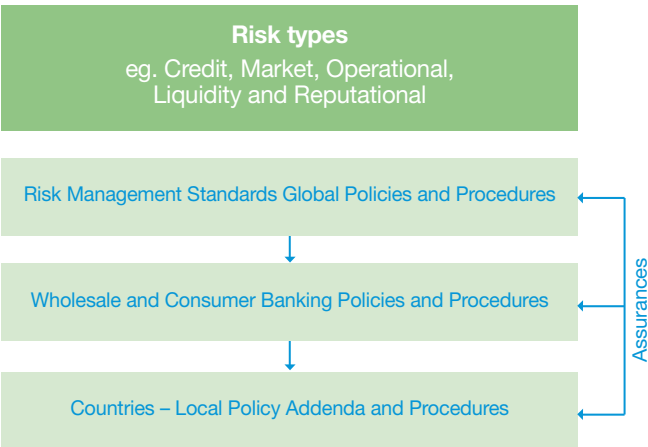 Risk types
eg. Credit, Market, Operational,
Liquidity and Reputational
Risk Management Standards Global Policies and Procedures
Wholesale and Consumer Banking Policies and Procedures
Assurances
Countries – Local Policy Addenda and Procedures